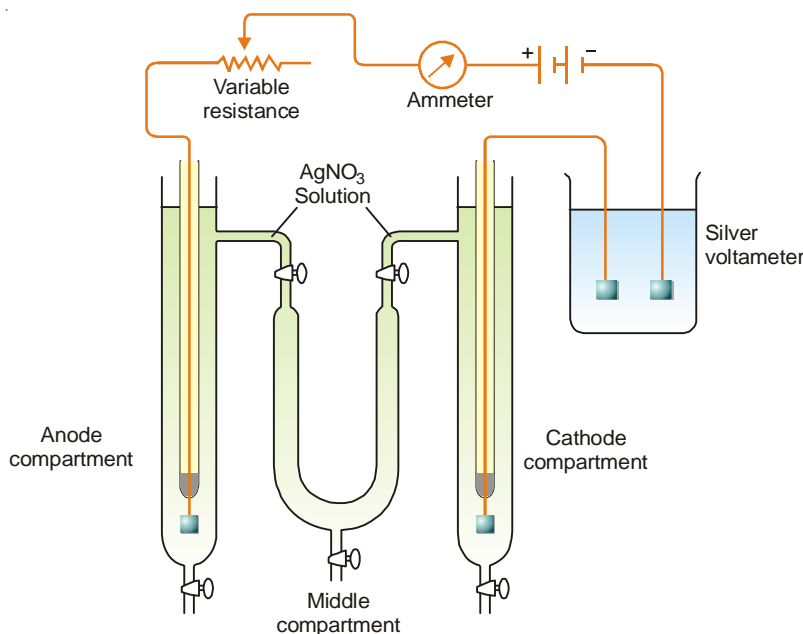 + −
Variable
resistance
Ammeter
AgNO₃
Solution
Silver
voltameter
Anode
compartment
Cathode
compartment
Middle
compartment